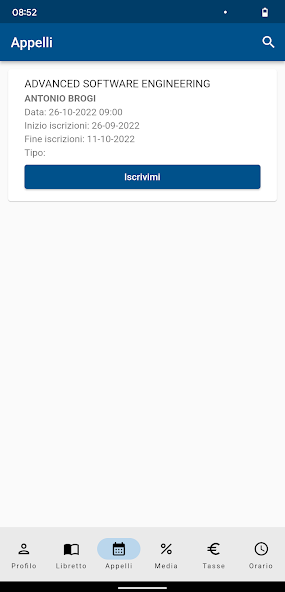 08:52
Appelli
ADVANCED SOFTWARE ENGINEERING
ANTONIO BROGI
Data: 26-10-2022 09:00
Inizio iscrizioni: 26-09-2022
Fine iscrizioni: 11-10-2022
Tipo:
Iscrivimi
Profilo Libretto Appelli Media Tasse Orario